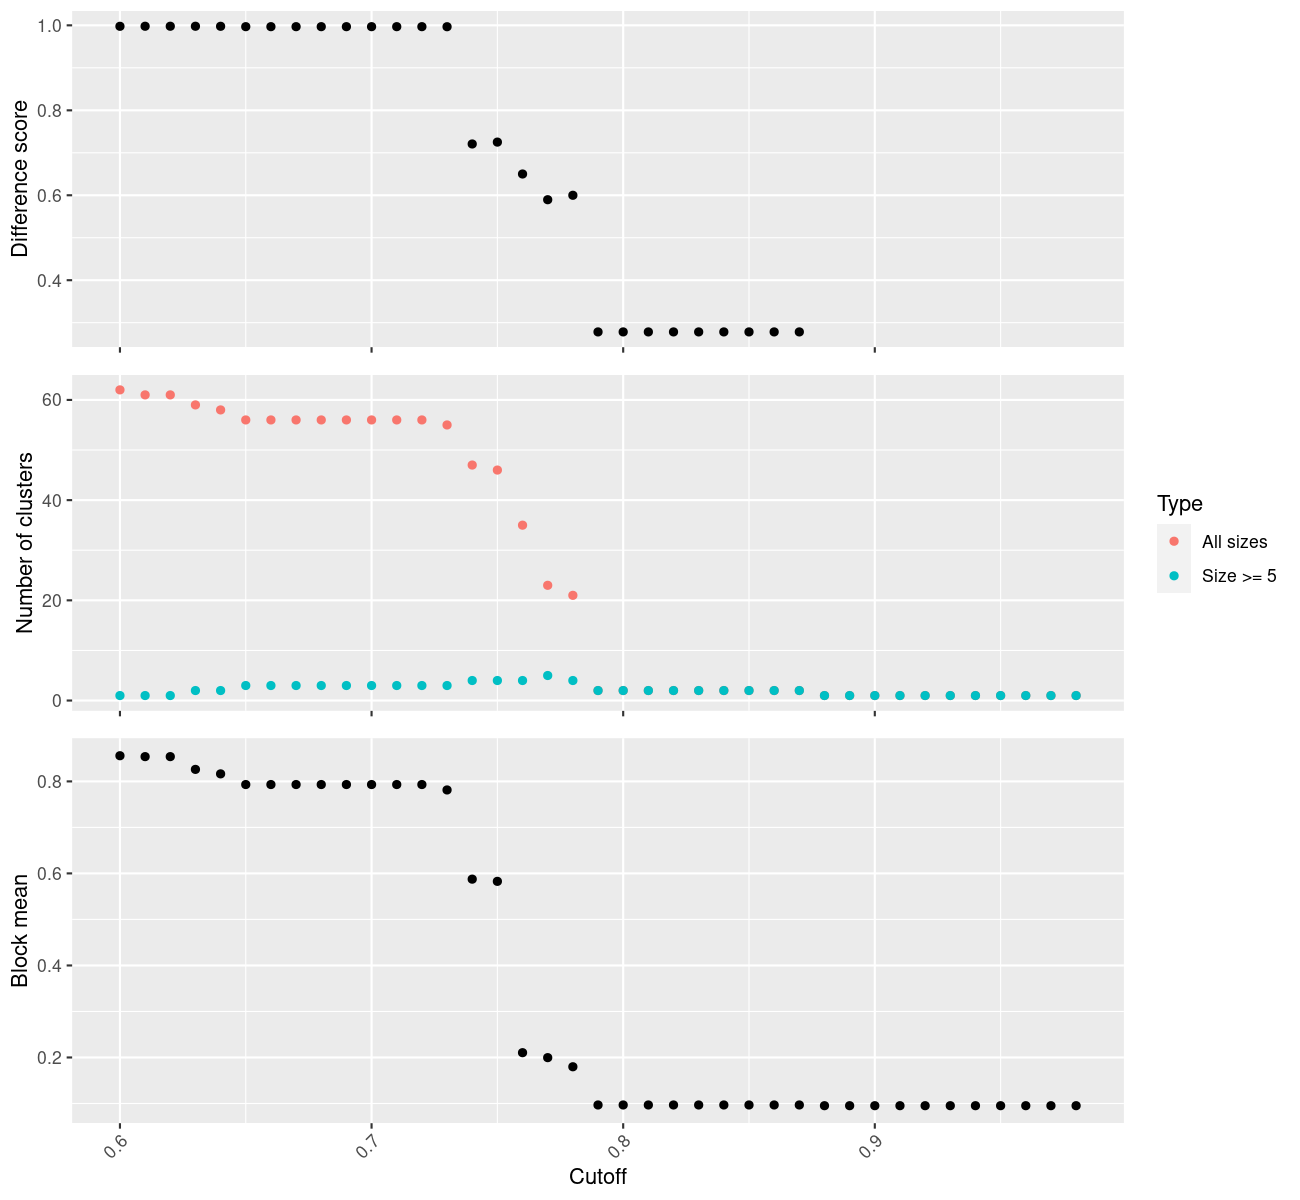 Difference score
1.0
0.8
0.6
0.4
Number of clusters
60
40
20
0
Type
All sizes
Size >= 5
Block mean
0.8
0.6
0.4
0.2
0.6
0.7
0.8
0.9
Cutoff